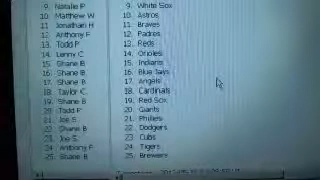 9. Natalie P 9. White Sox
10. Matthew W 10. Astros
11. Jonathan H 11. Braves
12. Anthony F 12. Padres
13. Todd P 13. Reds
14. Lenny C 14. Orioles
15. Shane B 15. Indians
16. Shane B 16. Blue Jays
17. Shane B 17. Angels
18. Taylor C 18. Cardinals
19. Shane B 19. Red Sox
20. Todd P 20. Giants
21. Joe S 21. Phillies
22. Shane B 22. Dodgers
23. Joe S 23. Cubs
24. Anthony F 24. Tigers
25. Shane B 25. Brewers